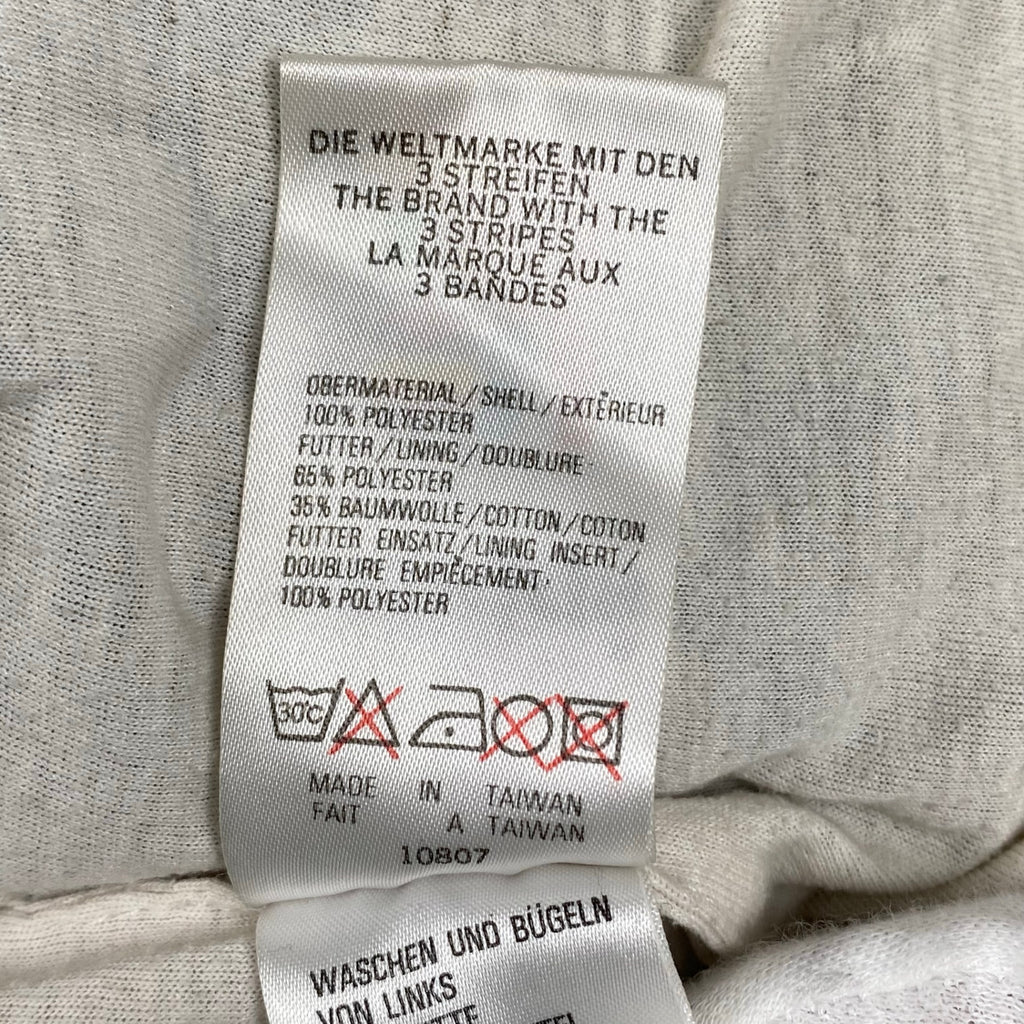 DIE WELTMARKE MIT DEN
3 STREIFEN
THE BRAND WITH THE
3 STRIPES
LA MARQUE AUX
3 BANDES
OBERMATERIAL/SHELL/EXTĖRIEUR
100% POLYESTER
FUTTER/LINING/DOUBLURE
65% POLYESTER
35% BAUMWOLLE/COTTON/COTON
FUTTER EINSATZ/LINING INSERT/
DOUBLURE EMPIÈCEMENT
100% POLYESTER
30°C
MADE IN TAIWAN
FAIT A TAIWAN
10807
WASCHEN UND BÜGELN
VON LINKS